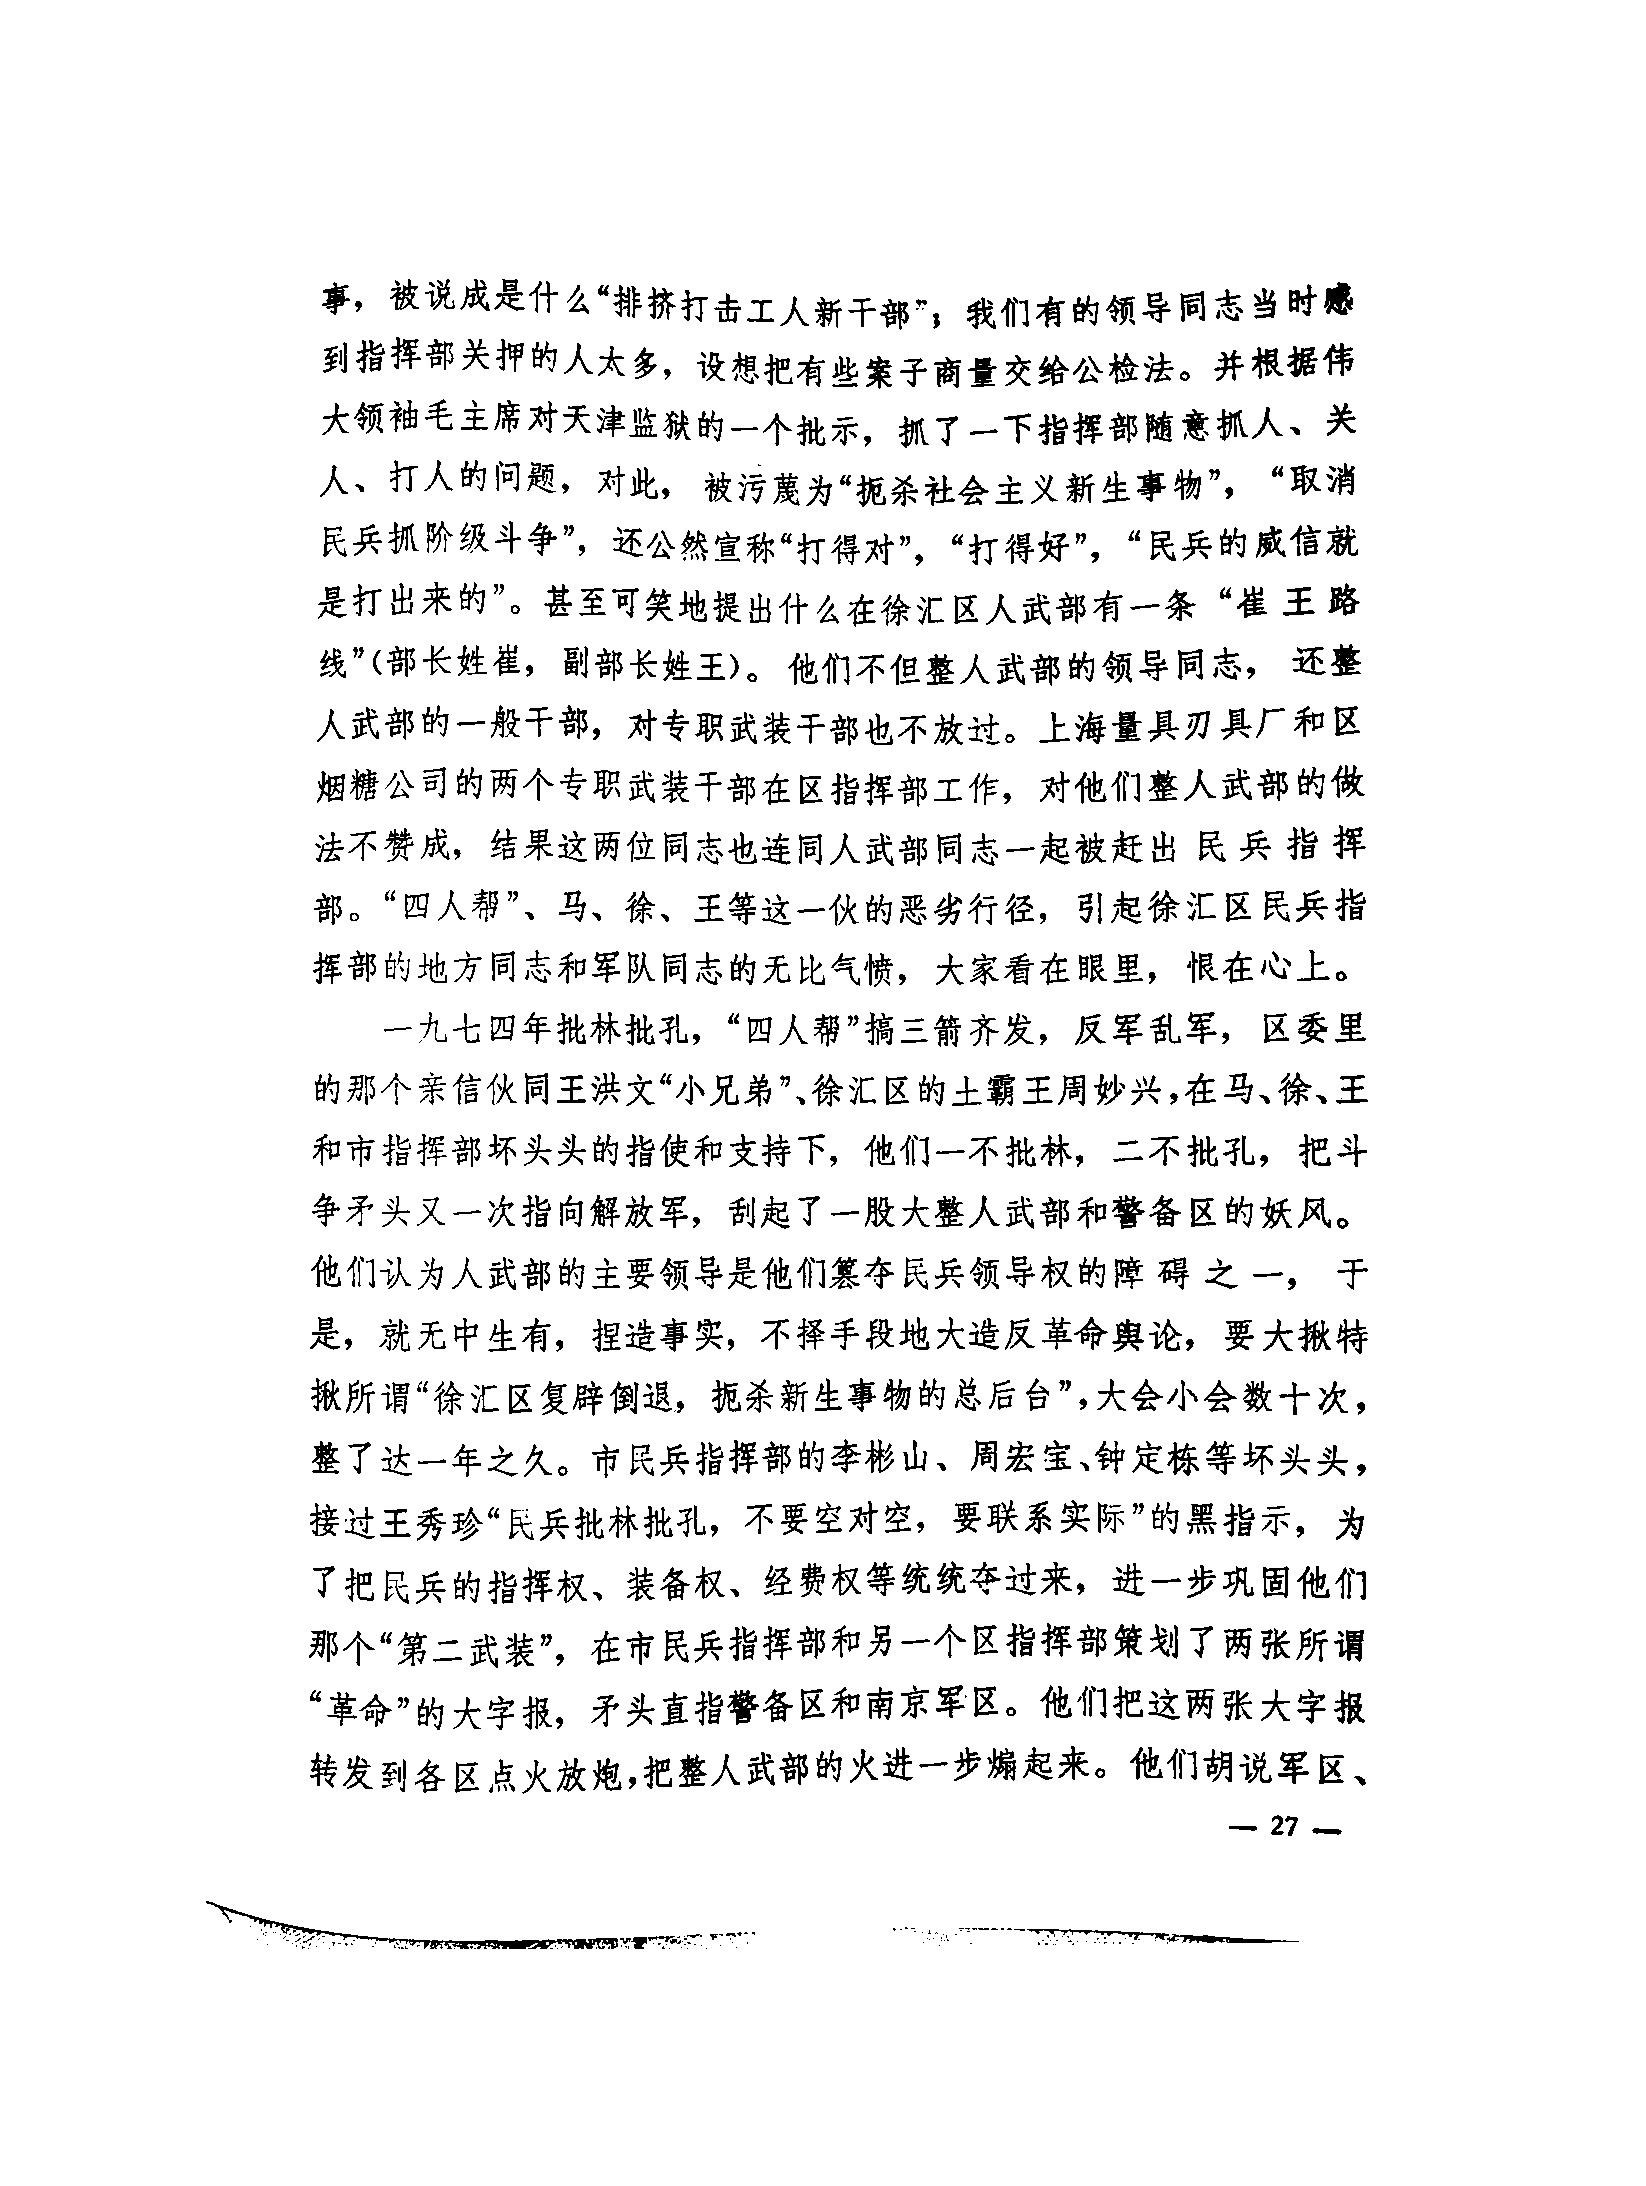 事，被说成是什么“排挤打击工人新干部”；我们有的领导同志当时感
到指挥部关押的人太多，设想把有些案子商量交给公检法。并根据伟
大领袖毛主席对天津监狱的一个批示，抓了一下指挥部随意抓人、关
人、打人的问题，对此，被污蔑为“扼杀社会主义新生事物”，“取消
民兵抓阶级斗争”，还公然宣称“打得对”，“打得好”，“民兵的威信就
是打出来的”。甚至可笑地提出什么在徐汇区人武部有一条“崔王路
线”（部长姓崔，副部长姓王）。他们不但整人武部的领导同志，还整
人武部的一般干部，对专职武装干部也不放过。上海量具刃具厂和区
烟糖公司的两个专职武装干部在区指挥部工作，对他们整人武部的做
法不赞成，结果这两位同志也连同人武部同志一起被赶出民兵指挥
部。“四人帮”、马、徐、王等这一伙的恶劣行径，引起徐汇区民兵指
挥部的地方同志和军队同志的无比气愤，大家看在眼里，恨在心上。
一九七四年批林批孔，“四人帮”搞三箭齐发，反军乱军，区委里
的那个亲信伙同王洪文“小兄弟”、徐汇区的土霸王周妙兴，在马、徐、王
和市指挥部坏头头的指使和支持下，他们一不批林，二不批孔，把斗
争矛头又一次指向解放军，刮起了一股大整人武部和警备区的妖风。
他们认为人武部的主要领导是他们篡夺民兵领导权的障碍之一，于
是，就无中生有，捏造事实，不择手段地大造反革命舆论，要大揪特
揪所谓“徐汇区复辟倒退，扼杀新生事物的总后台”，大会小会数十次，
整了达一年之久。市民兵指挥部的李彬山、周宏宝、钟定栋等坏头头，
接过王秀珍“民兵批林批孔，不要空对空，要联系实际”的黑指示，为
了把民兵的指挥权、装备权、经费权等统统夺过来，进一步巩固他们
那个“第二武装”，在市民兵指挥部和另一个区指挥部策划了两张所谓
“革命”的大字报，矛头直指警备区和南京军区。他们把这两张大字报
转发到各区点火放炮，把整人武部的火进一步煽起来。他们胡说军区、
— 27 —